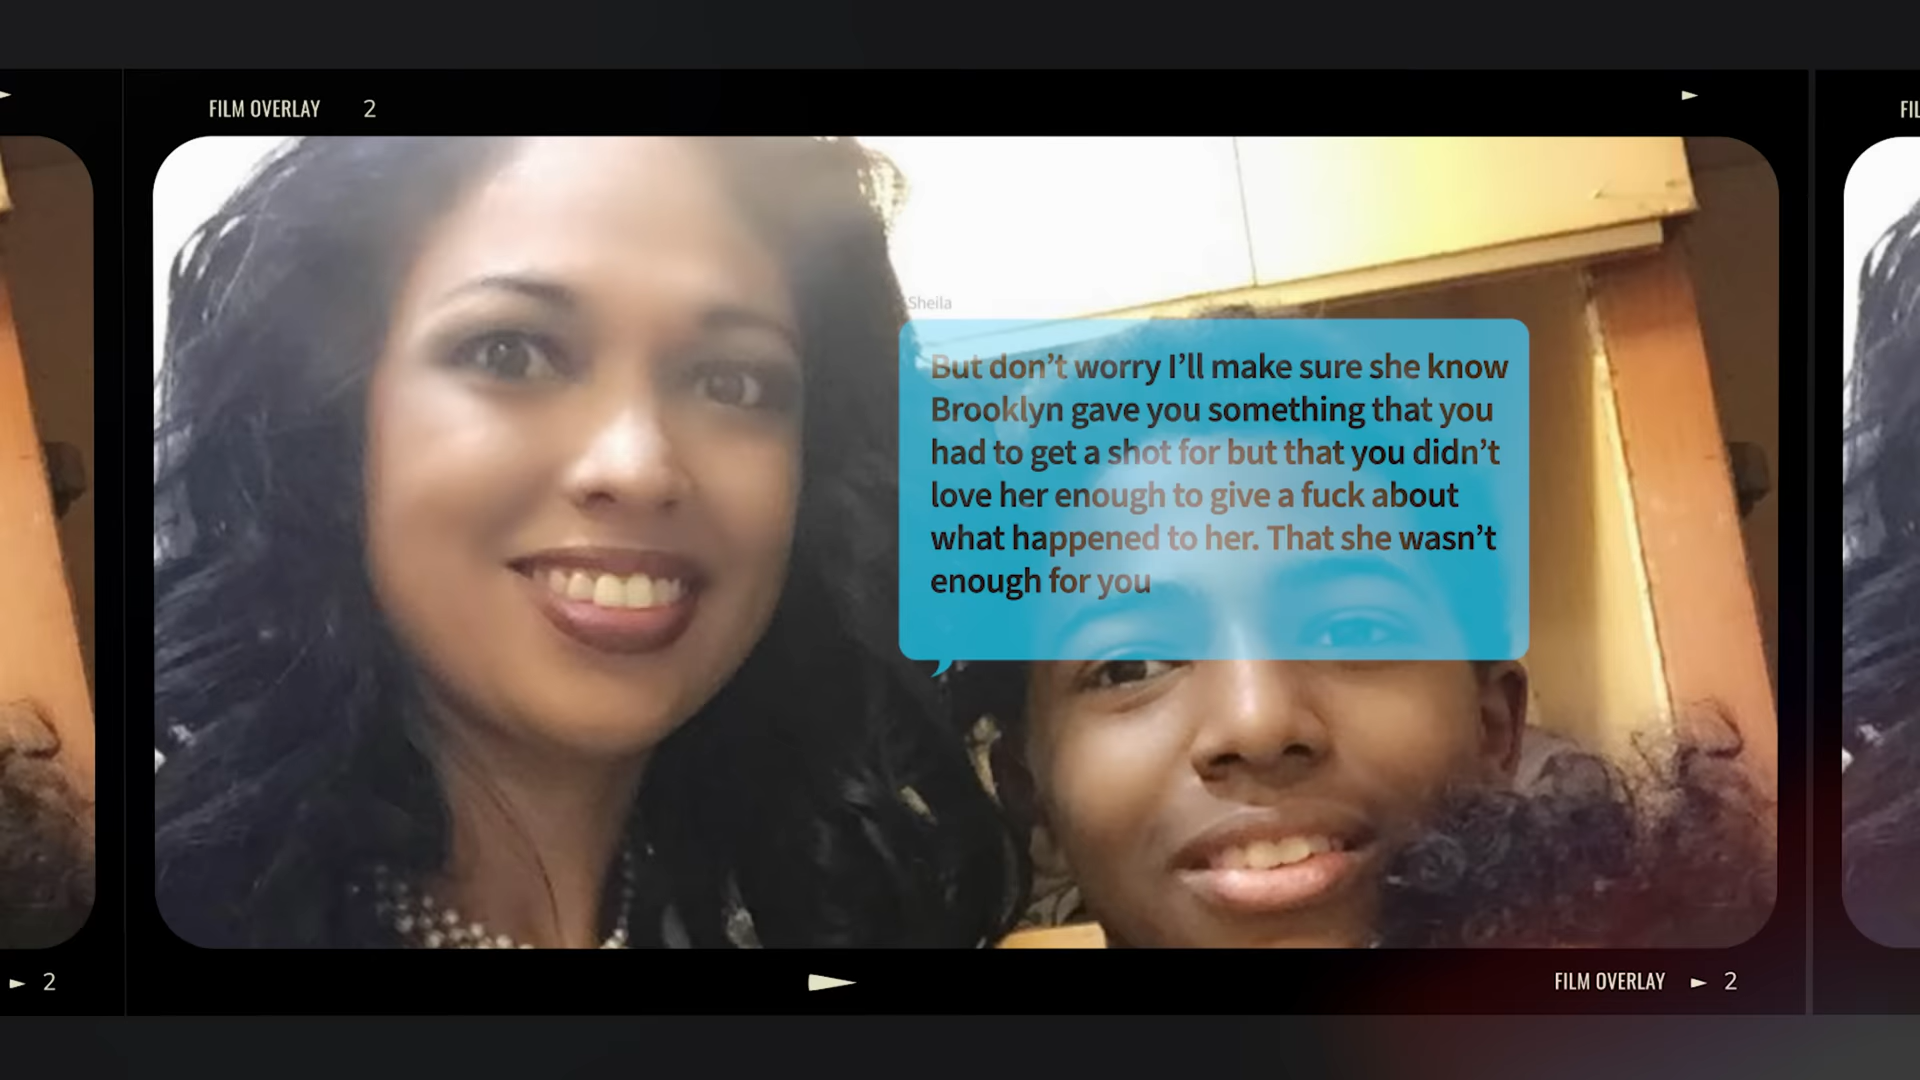 FILM OVERLAY 2
FIL
Sheila
But don't worry I'll make sure she know
Brooklyn gave you something that you
had to get a shot for but that you didn't
love her enough to give a fuck about
what happened to her. That she wasn't
enough for you
2
FILM OVERLAY 2